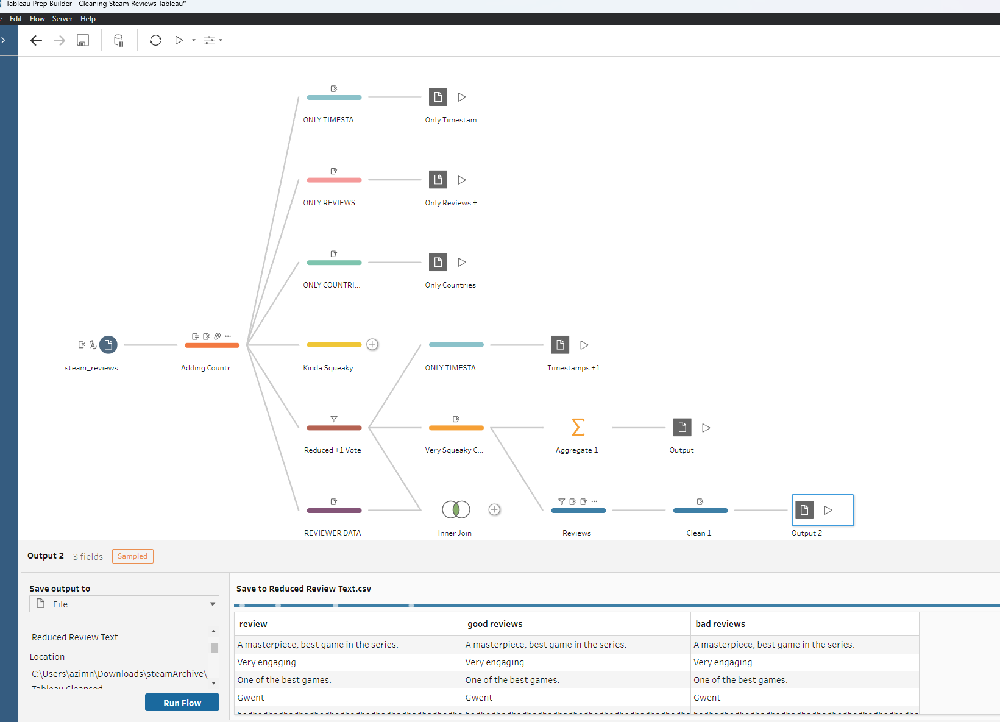 Tableau Prep Builder - Cleaning Steam Reviews Tableau*
e Edit Flow Server Help
ONLY TIMESTA...
Only Timestam...
ONLY REVIEWS...
Only Reviews +...
ONLY COUNTRI...
Only Countries
steam_reviews
Adding Countr...
Kinda Squeaky ...
ONLY TIMESTA...
Timestamps +1...
Reduced +1 Vote
Very Squeaky C...
Aggregate 1
Output
REVIEWER DATA
Inner Join
Reviews
Clean 1
Output 2
Output 2 3 fields Sampled
Save output to
File
Reduced Review Text
Location
C:\Users\azimn\Downloads\steamArchive\
Tableau Cleansed
Run Flow
Save to Reduced Review Text.csv
review good reviews bad reviews
A masterpiece, best game in the series. A masterpiece, best game in the series. A masterpiece, best game in the series.
Very engaging. Very engaging. Very engaging.
One of the best games. One of the best games. One of the best games.
Gwent Gwent Gwent